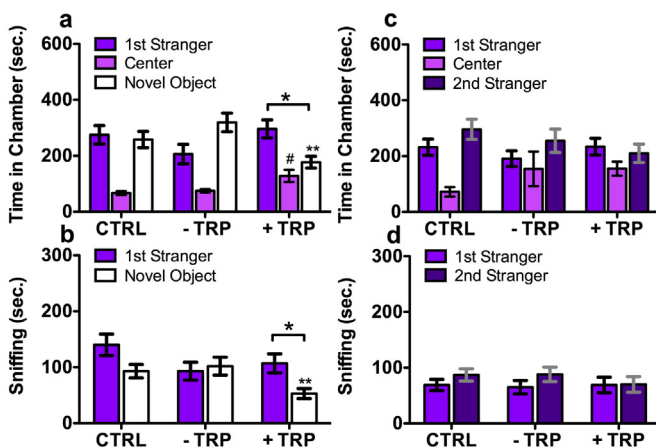 a
Time in Chamber (sec.)
600
400
200
0
1st Stranger
Center
Novel Object
*
#
**
CTRL
- TRP
+ TRP
b
Sniffing (sec.)
300
200
100
0
1st Stranger
Novel Object
*
**
CTRL
- TRP
+ TRP
c
Time in Chamber (sec.)
600
400
200
0
1st Stranger
Center
2nd Stranger
CTRL
- TRP
+ TRP
d
Sniffing (sec.)
300
200
100
0
1st Stranger
2nd Stranger
CTRL
- TRP
+ TRP